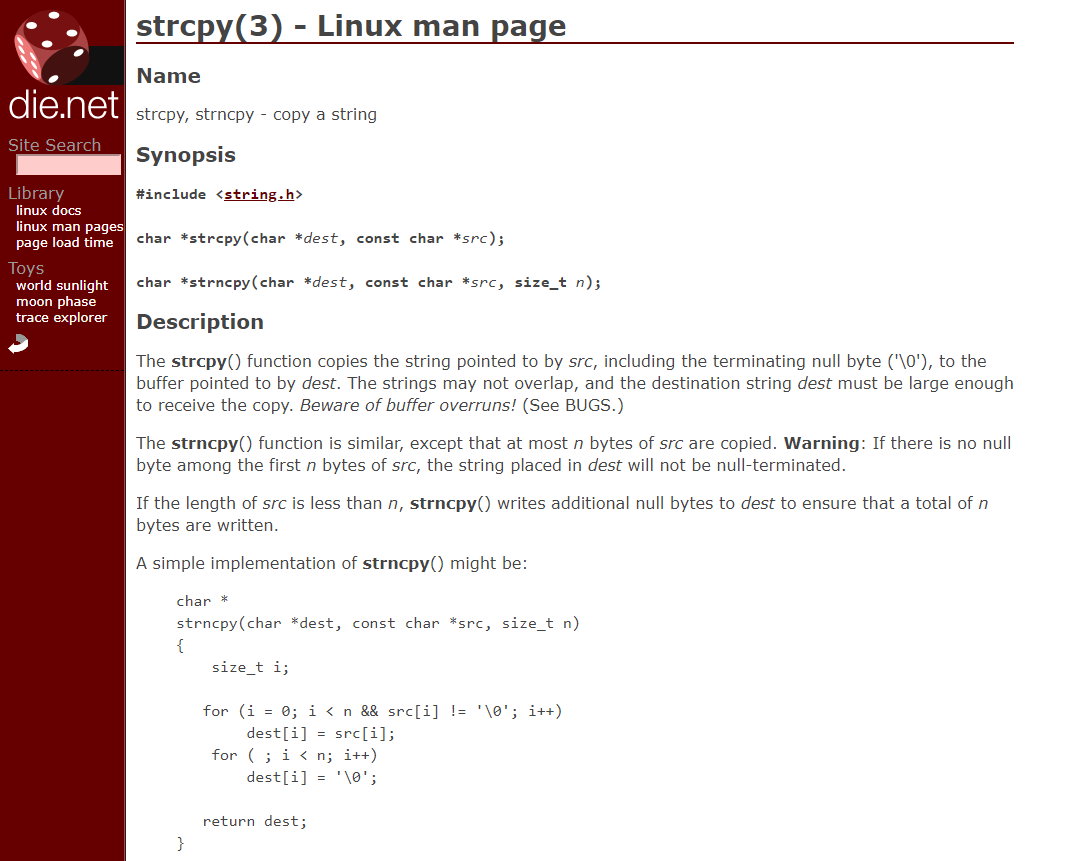 die.net
Site Search
Library
linux docs
linux man pages
page load time
Toys
world sunlight
moon phase
trace explorer
strcpy(3) - Linux man page
Name
strcpy, strncpy - copy a string
Synopsis
#include <string.h>
char *strcpy(char *dest, const char *src);
char *strncpy(char *dest, const char *src, size_t n);
Description
The strcpy() function copies the string pointed to by src, including the terminating null byte ('\0'), to the
buffer pointed to by dest. The strings may not overlap, and the destination string dest must be large enough
to receive the copy. Beware of buffer overruns! (See BUGS.)
The strncpy() function is similar, except that at most n bytes of src are copied. Warning: If there is no null
byte among the first n bytes of src, the string placed in dest will not be null-terminated.
If the length of src is less than n, strncpy() writes additional null bytes to dest to ensure that a total of n
bytes are written.
A simple implementation of strncpy() might be:
char *
strncpy(char *dest, const char *src, size_t n)
{
    size_t i;
   for (i = 0; i < n && src[i] != '\0'; i++)
        dest[i] = src[i];
    for ( ; i < n; i++)
        dest[i] = '\0';
   return dest;
}